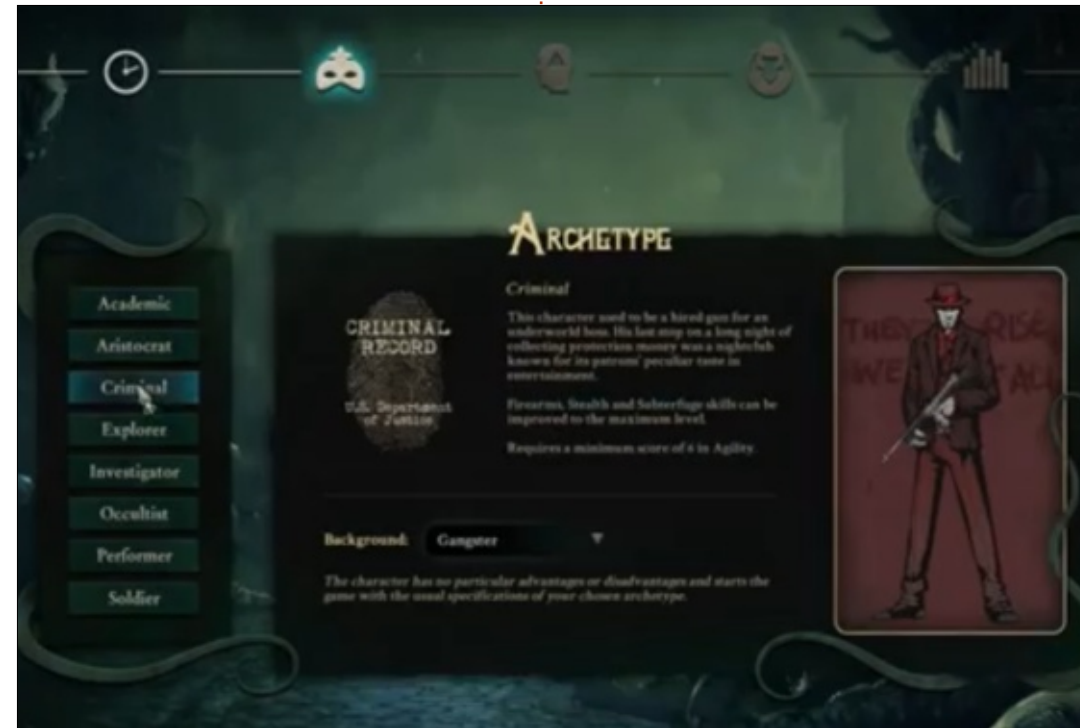 ARCHETYPE
Academic
Aristocrat
Criminal
Explorer
Investigator
Occultist
Performer
Soldier
CRIMINAL
RECORD
U.S. Department
of Justice
Criminal
This character used to be a hired gun for an
underworld boss. His last stop on a long night of
collecting protection money was a nightclub
known for its patrons' peculiar taste in
entertainment.
Firearms, Stealth and Subterfuge skills can be
improved to the maximum level.
Requires a minimum score of 6 in Agility.
Background: Gangster
The character has no particular advantages or disadvantages and starts the
game with the usual specifications of your chosen archetype.
RISE
WE